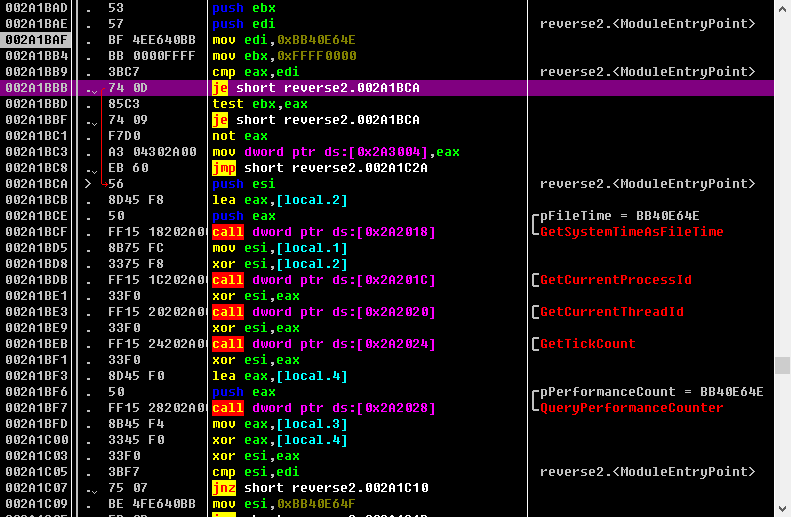 002A1BAD . 53 push ebx
002A1BAE . 57 push edi reverse2.<ModuleEntryPoint>
002A1BAF . BF 4EE640BB mov edi,0xBB40E64E
002A1BB4 . BB 0000FFFF mov ebx,0xFFFF0000
002A1BB9 . 3BC7 cmp eax,edi reverse2.<ModuleEntryPoint>
002A1BBB . 74 0D je short reverse2.002A1BCA
002A1BBD . 85C3 test ebx,eax
002A1BBF . 74 09 je short reverse2.002A1BCA
002A1BC1 . F7D0 not eax
002A1BC3 . A3 04302A00 mov dword ptr ds:[0x2A3004],eax
002A1BC8 . EB 60 jmp short reverse2.002A1C2A
002A1BCA > 56 push esi reverse2.<ModuleEntryPoint>
002A1BCB . 8D45 F8 lea eax,[local.2]
002A1BCE . 50 push eax pFileTime = BB40E64E
002A1BCF . FF15 18202A00 call dword ptr ds:[0x2A2018] GetSystemTimeAsFileTime
002A1BD5 . 8B75 FC mov esi,[local.1]
002A1BD8 . 3375 F8 xor esi,[local.2]
002A1BDB . FF15 1C202A00 call dword ptr ds:[0x2A201C] GetCurrentProcessId
002A1BE1 . 33F0 xor esi,eax
002A1BE3 . FF15 20202A00 call dword ptr ds:[0x2A2020] GetCurrentThreadId
002A1BE9 . 33F0 xor esi,eax
002A1BEB . FF15 24202A00 call dword ptr ds:[0x2A2024] GetTickCount
002A1BF1 . 33F0 xor esi,eax
002A1BF3 . 8D45 F0 lea eax,[local.4]
002A1BF6 . 50 push eax pPerformanceCount = BB40E64E
002A1BF7 . FF15 28202A00 call dword ptr ds:[0x2A2028] QueryPerformanceCounter
002A1BFD . 8B45 F4 mov eax,[local.3]
002A1C00 . 3345 F0 xor eax,[local.4]
002A1C03 . 33F0 xor esi,eax
002A1C05 . 3BF7 cmp esi,edi reverse2.<ModuleEntryPoint>
002A1C07 . 75 07 jnz short reverse2.002A1C10
002A1C09 . BE 4FE640BB mov esi,0xBB40E64F